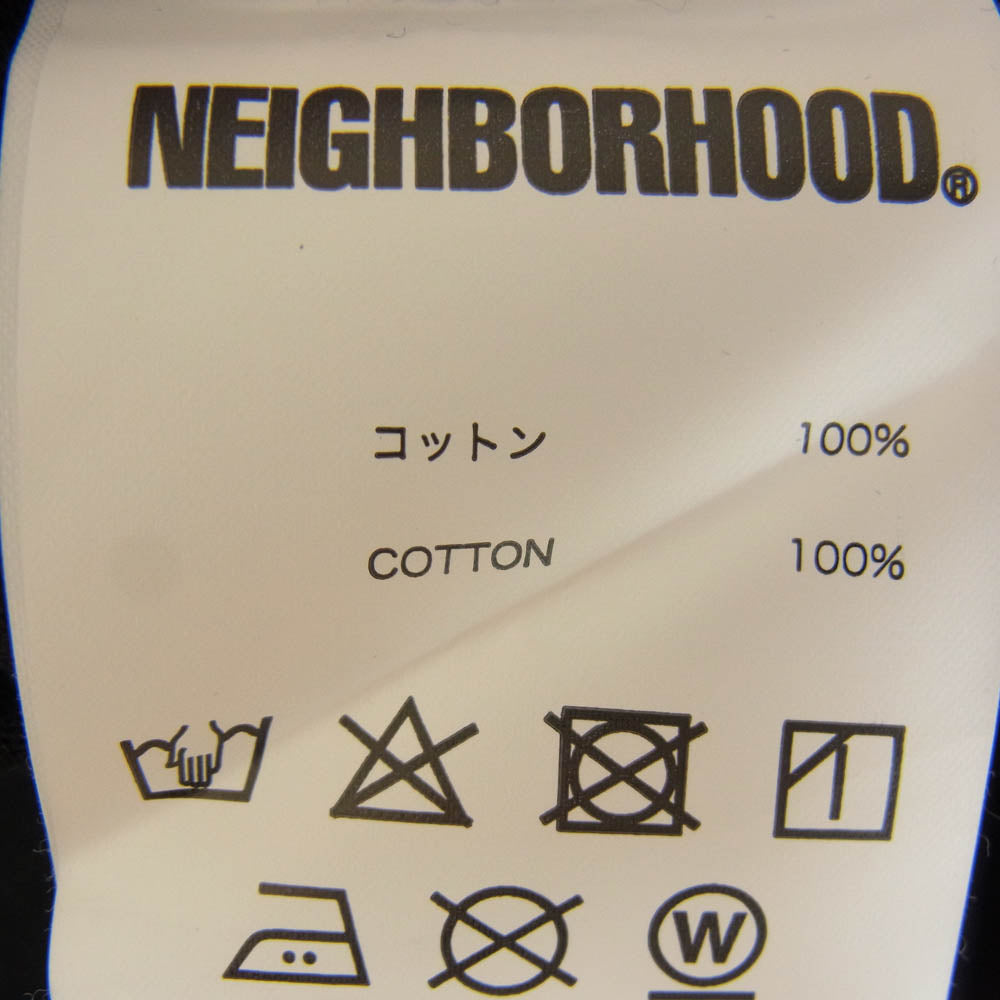 NEIGHBORHOOD®
コットン 100%
COTTON 100%
W